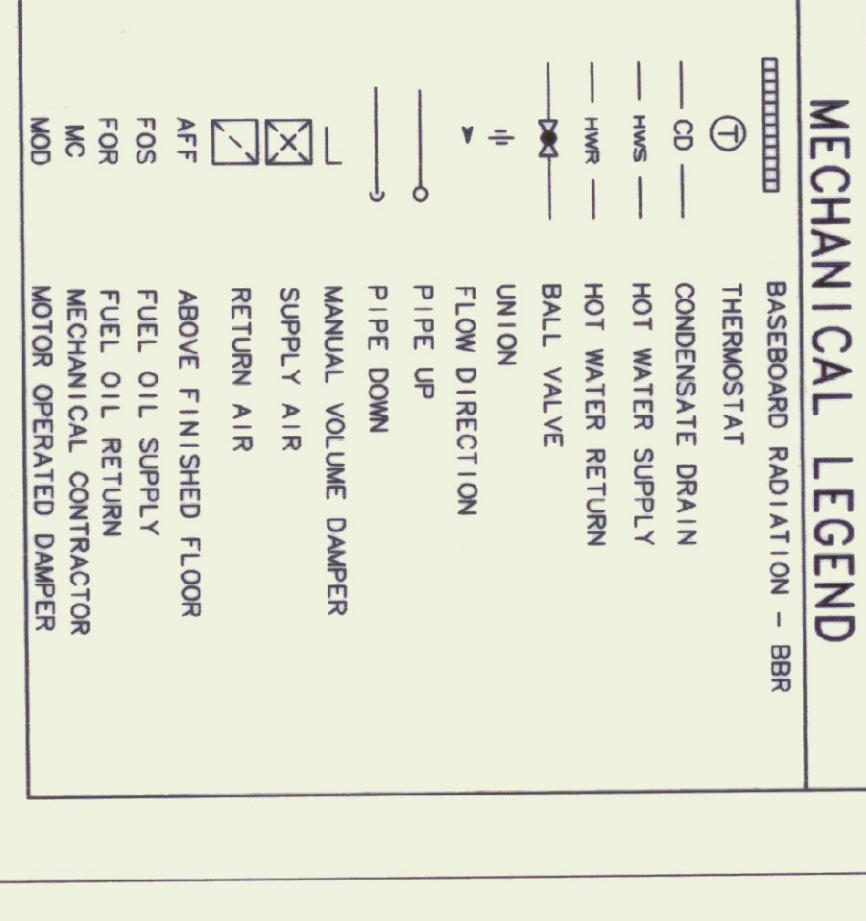 MECHANICAL LEGEND
BASEBOARD RADIATION - BBR
T THERMOSTAT
CD CONDENSATE DRAIN
HWS HOT WATER SUPPLY
HWR HOT WATER RETURN
BALL VALVE
UNION
FLOW DIRECTION
PIPE UP
PIPE DOWN
MANUAL VOLUME DAMPER
SUPPLY AIR
RETURN AIR
AFF ABOVE FINISHED FLOOR
FOS FUEL OIL SUPPLY
FOR FUEL OIL RETURN
MC MECHANICAL CONTRACTOR
MOD MOTOR OPERATED DAMPER